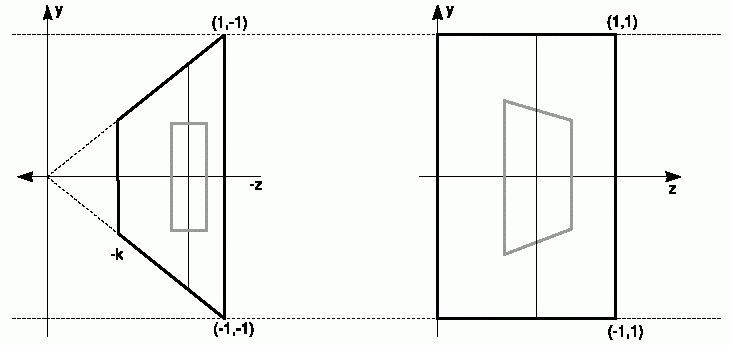 y
(1,-1)
-z
-k
(-1,-1)
y
(1,1)
z
(-1,1)